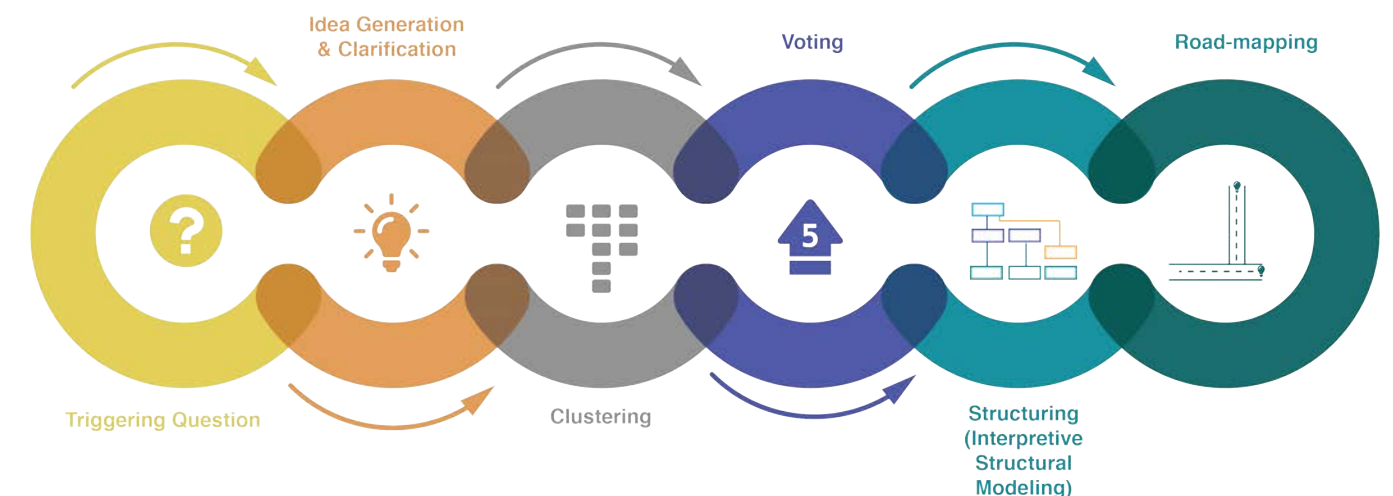 Triggering Question
?
Idea Generation
& Clarification
Clustering
Voting
5
Structuring
(Interpretive
Structural
Modeling)
Road-mapping